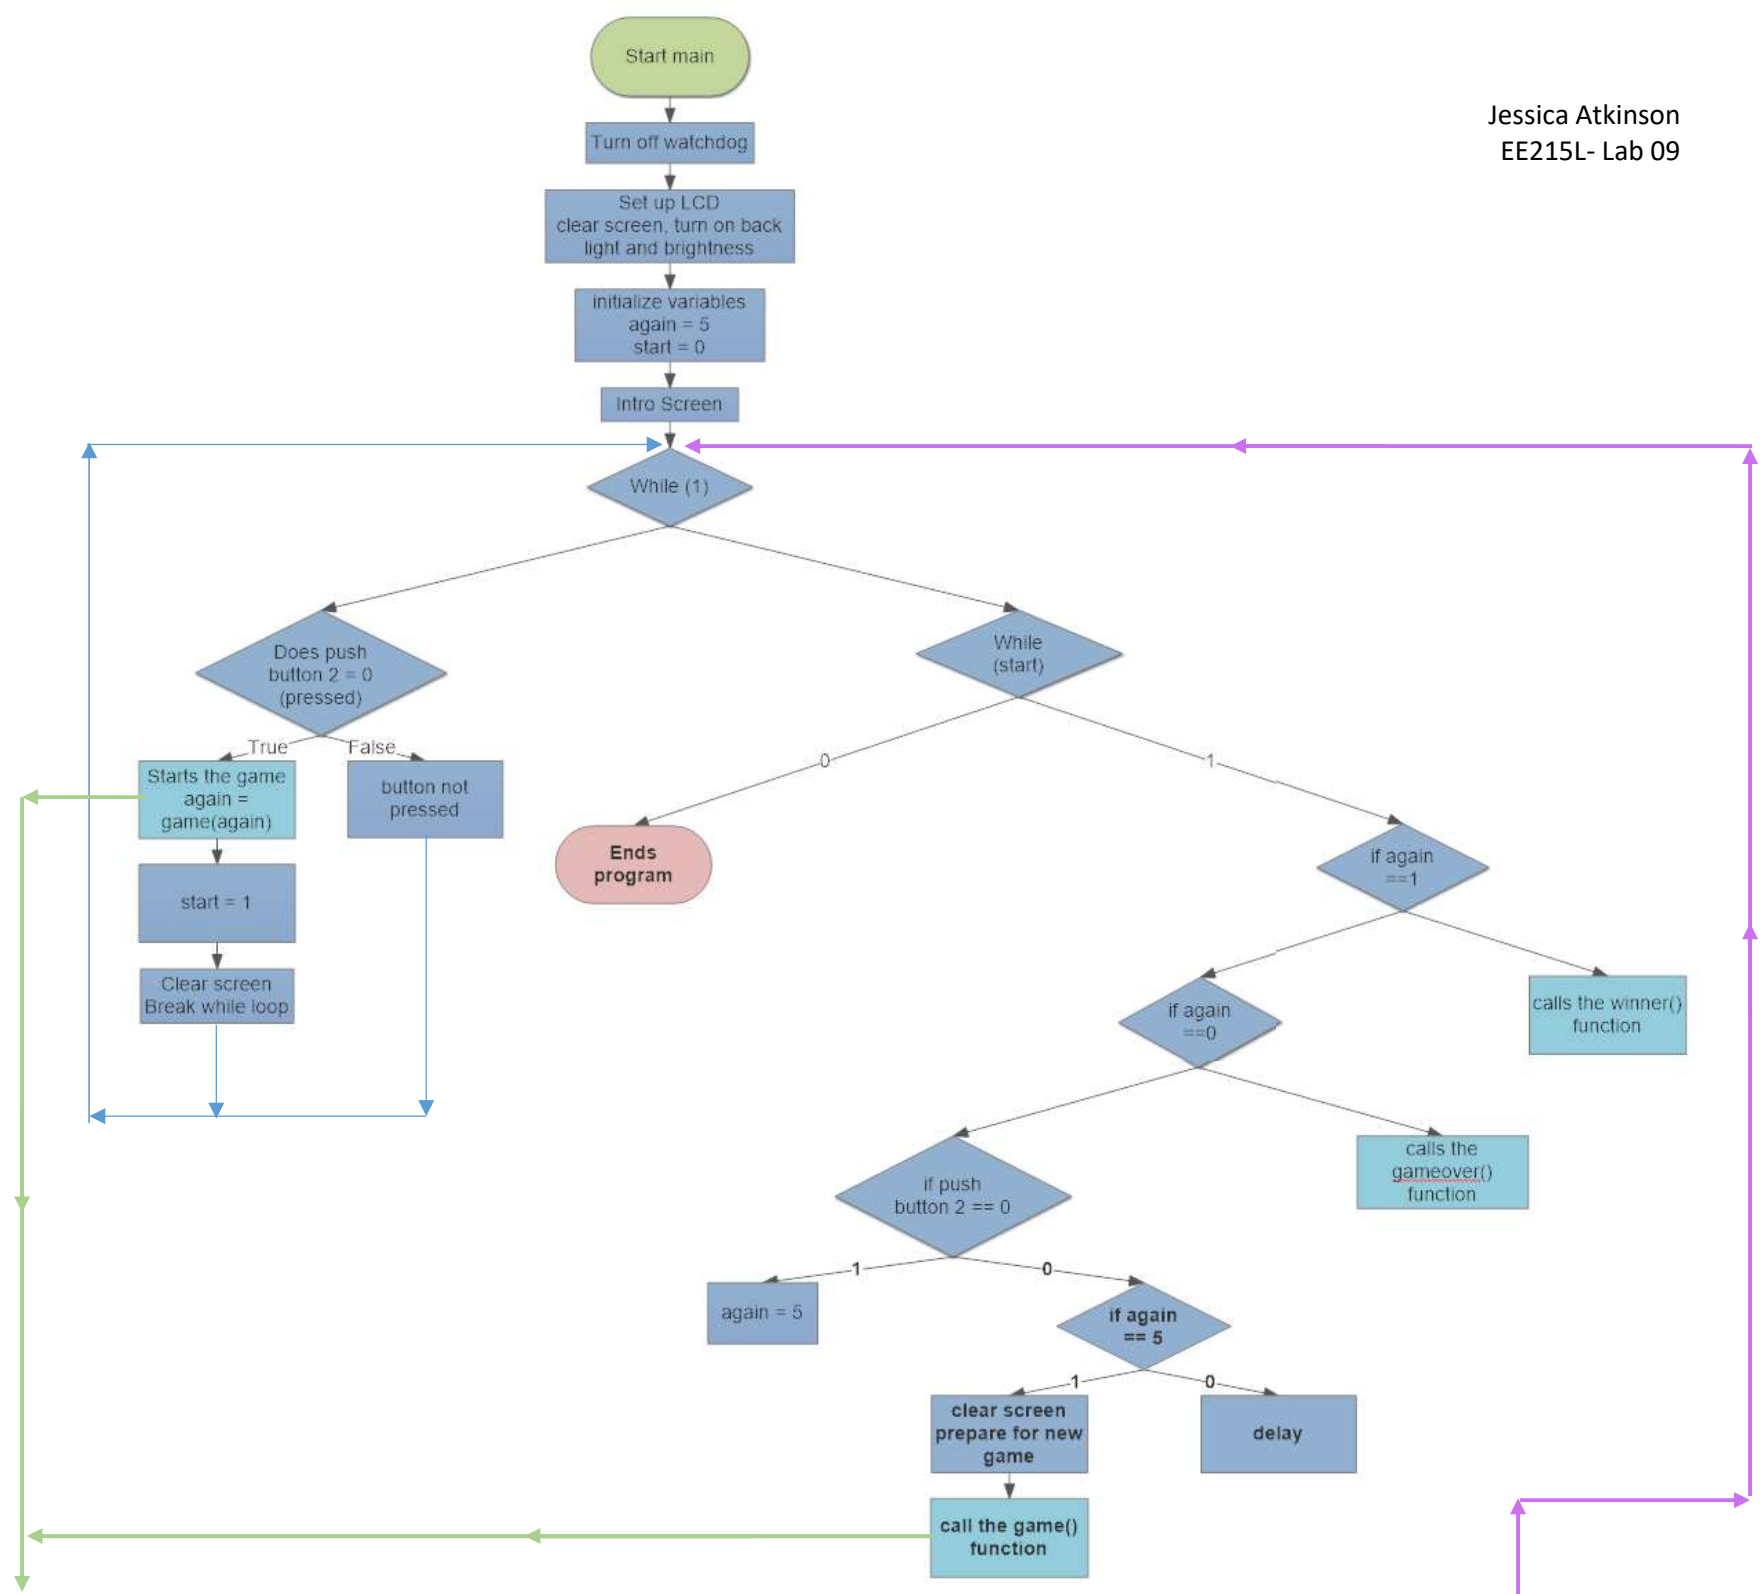 Start main
Jessica Atkinson
EE215L- Lab 09
Turn off watchdog
Set up LCD
clear screen, turn on back
light and brightness
initialize variables
again = 5
start = 0
Intro Screen
While (1)
Does push
button 2 = 0
(pressed)
While
(start)
True
False
0
1
Starts the game
again =
game(again)
button not
pressed
Ends
program
if again
==1
start = 1
Clear screen
Break while loop
if again
==0
calls the winner()
function
if push
button 2 == 0
calls the
gameover()
function
1
0
again = 5
if again
== 5
1
0
clear screen
prepare for new
game
delay
call the game()
function